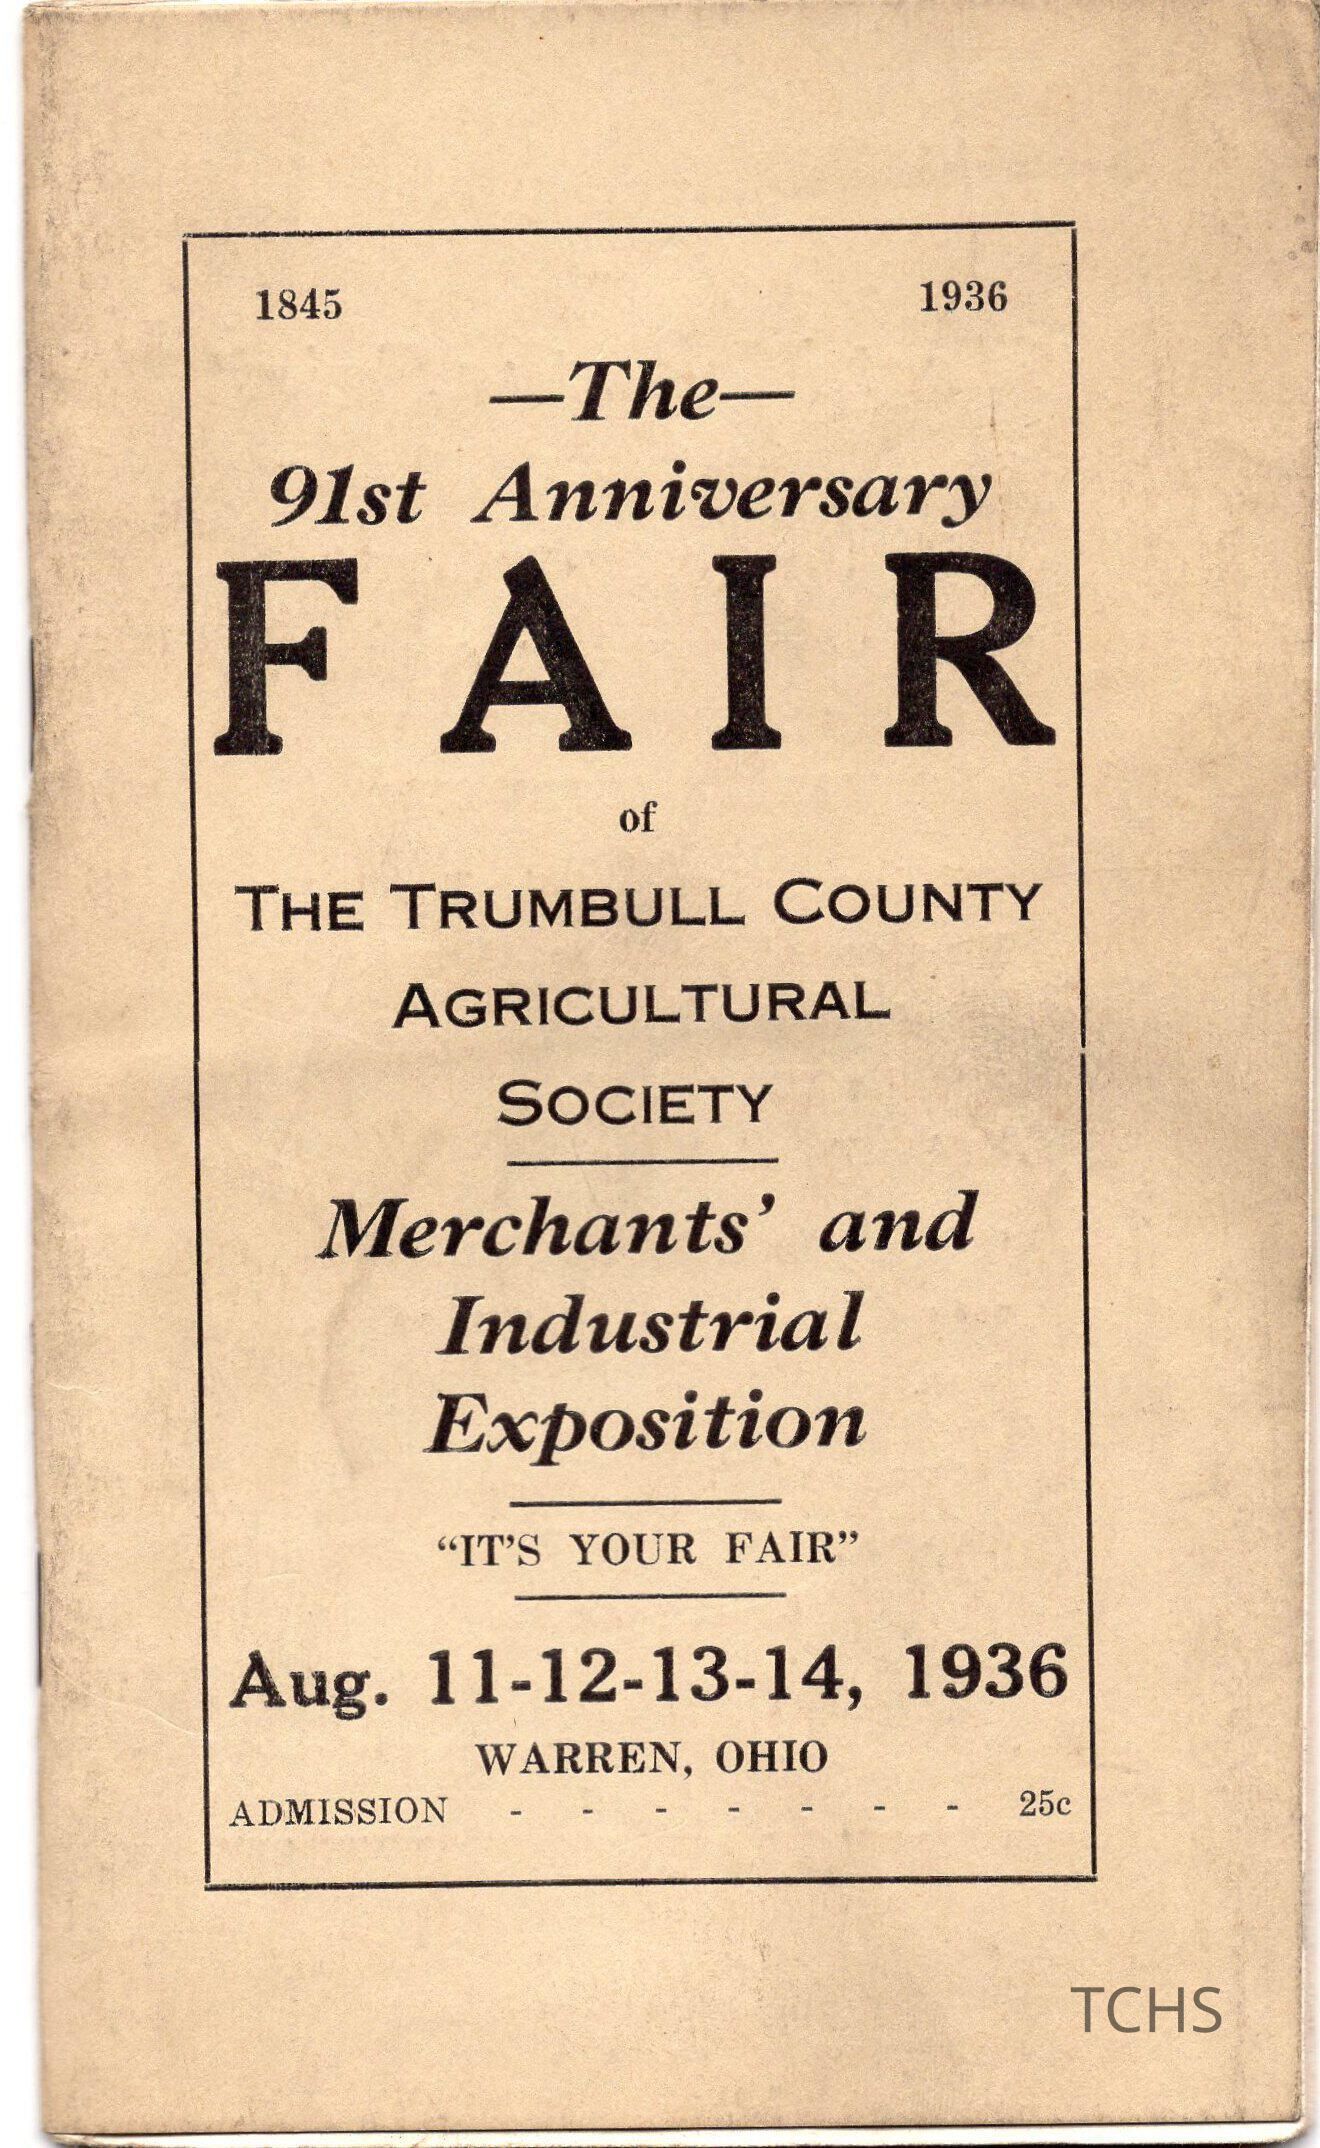 1845 1936
—The—
91st Anniversary
FAIR
of
THE TRUMBULL COUNTY
AGRICULTURAL
SOCIETY
Merchants' and
Industrial
Exposition
"IT'S YOUR FAIR"
Aug. 11-12-13-14, 1936
WARREN, OHIO
ADMISSION - - - - - - - 25c
TCHS